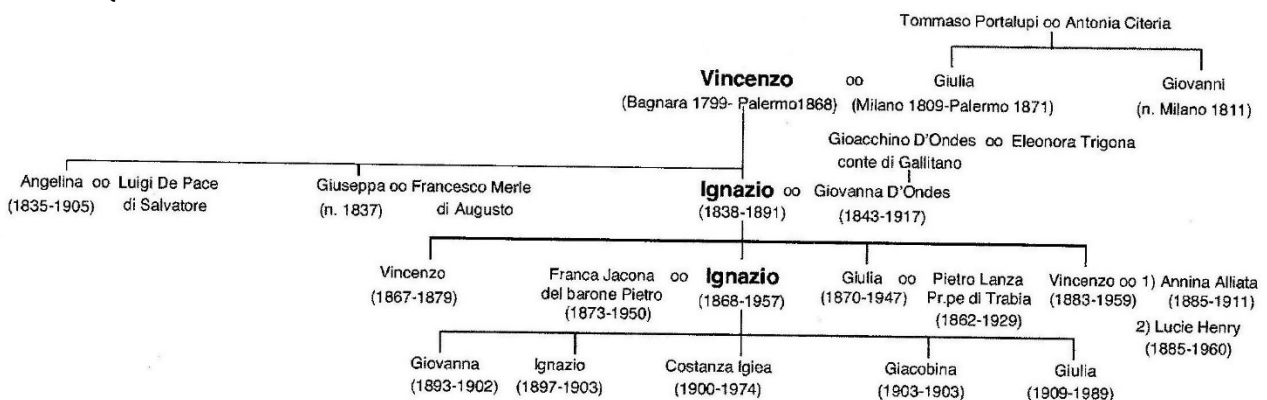 Tommaso Portalupi oo Antonia Citeria
Vincenzo oo Giulia Giovanni
(Bagnara 1799- Palermo1868) (Milano 1809-Palermo 1871) (n. Milano 1811)
Gioacchino D'Ondes oo Eleonora Trigona
conte di Gallitano
Angelina oo Luigi De Pace Giuseppa oo Francesco Merle Ignazio oo Giovanna D'Ondes
(1835-1905) di Salvatore (n. 1837) di Augusto (1838-1891) (1843-1917)
Vincenzo Franca Jacona oo Ignazio Giulia oo Pietro Lanza Vincenzo oo 1) Annina Alliata
(1867-1879) del barone Pietro (1868-1957) (1870-1947) Pr.pe di Trabia (1883-1959) (1885-1911)
(1873-1950) (1862-1929) 2) Lucie Henry
(1885-1960)
Giovanna Ignazio Costanza Igiea Giacobina Giulia
(1893-1902) (1897-1903) (1900-1974) (1903-1903) (1909-1989)